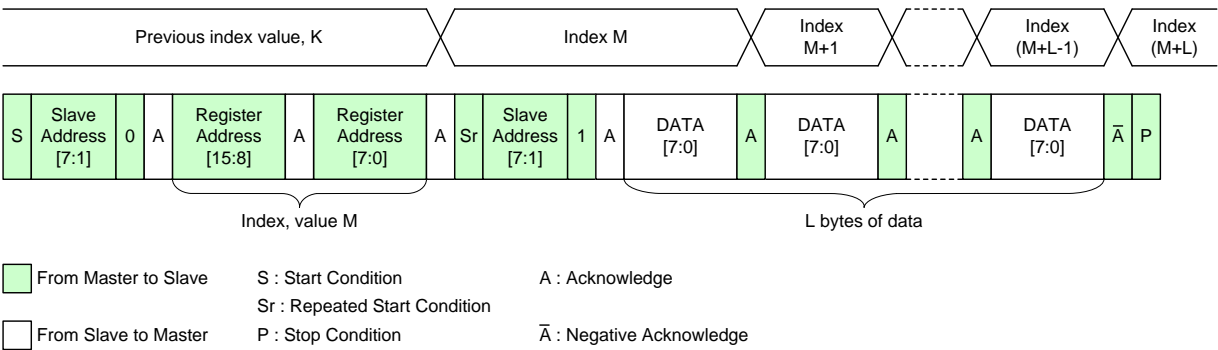 Previous index value, K
Index M
Index
M+1
Index
(M+L-1)
Index
(M+L)
S
Slave
Address
[7:1]
0
A
Register
Address
[15:8]
A
Register
Address
[7:0]
A
Sr
Slave
Address
[7:1]
1
A
DATA
[7:0]
A
DATA
[7:0]
A
A
DATA
[7:0]
A̅
P
Index, value M
L bytes of data
From Master to Slave
S : Start Condition
A : Acknowledge
Sr : Repeated Start Condition
From Slave to Master
P : Stop Condition
A̅ : Negative Acknowledge